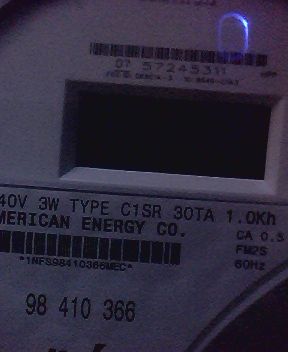 07 57245311
40V 3W TYPE C1SR 30TA 1.0Kh
MERICAN ENERGY CO.
CA 0.5
FM2S
60Hz
*1NFS98410366MEC*
98 410 366